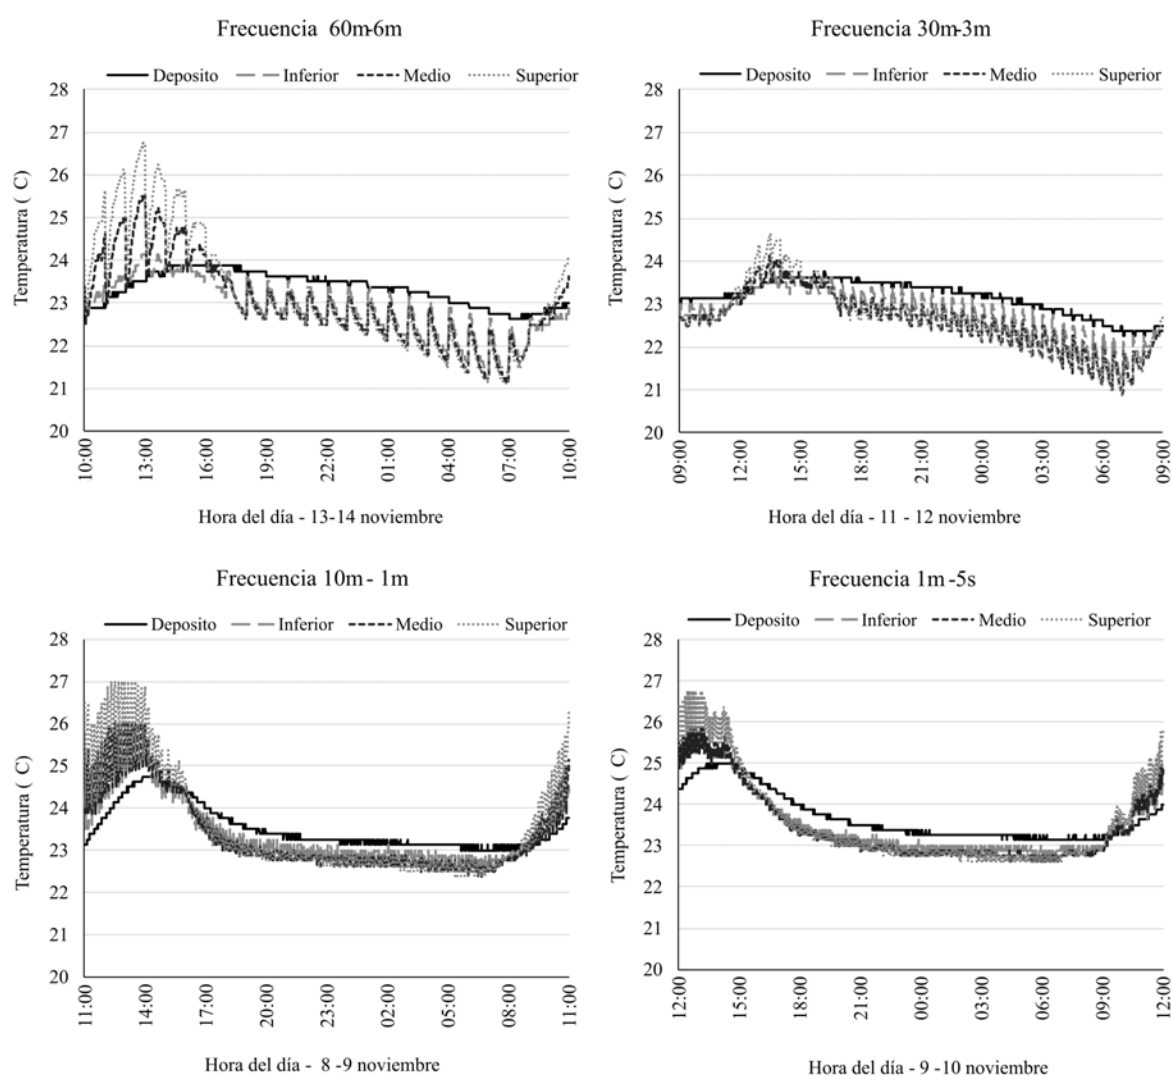 Frecuencia 60m-6m
Deposito Inferior Medio Superior
28
27
26
25
24
23
22
21
20
Temperatura ( C)
10:00 13:00 16:00 19:00 22:00 01:00 04:00 07:00 10:00
Hora del día - 13-14 noviembre
Frecuencia 30m-3m
Deposito Inferior Medio Superior
28
27
26
25
24
23
22
21
20
Temperatura ( C)
09:00 12:00 15:00 18:00 21:00 00:00 03:00 06:00 09:00
Hora del día - 11 - 12 noviembre
Frecuencia 10m - 1m
Deposito Inferior Medio Superior
28
27
26
25
24
23
22
21
20
Temperatura ( C)
11:00 14:00 17:00 20:00 23:00 02:00 05:00 08:00 11:00
Hora del día - 8 -9 noviembre
Frecuencia 1m -5s
Deposito Inferior Medio Superior
28
27
26
25
24
23
22
21
20
Temperatura ( C)
12:00 15:00 18:00 21:00 00:00 03:00 06:00 09:00 12:00
Hora del día - 9 -10 noviembre